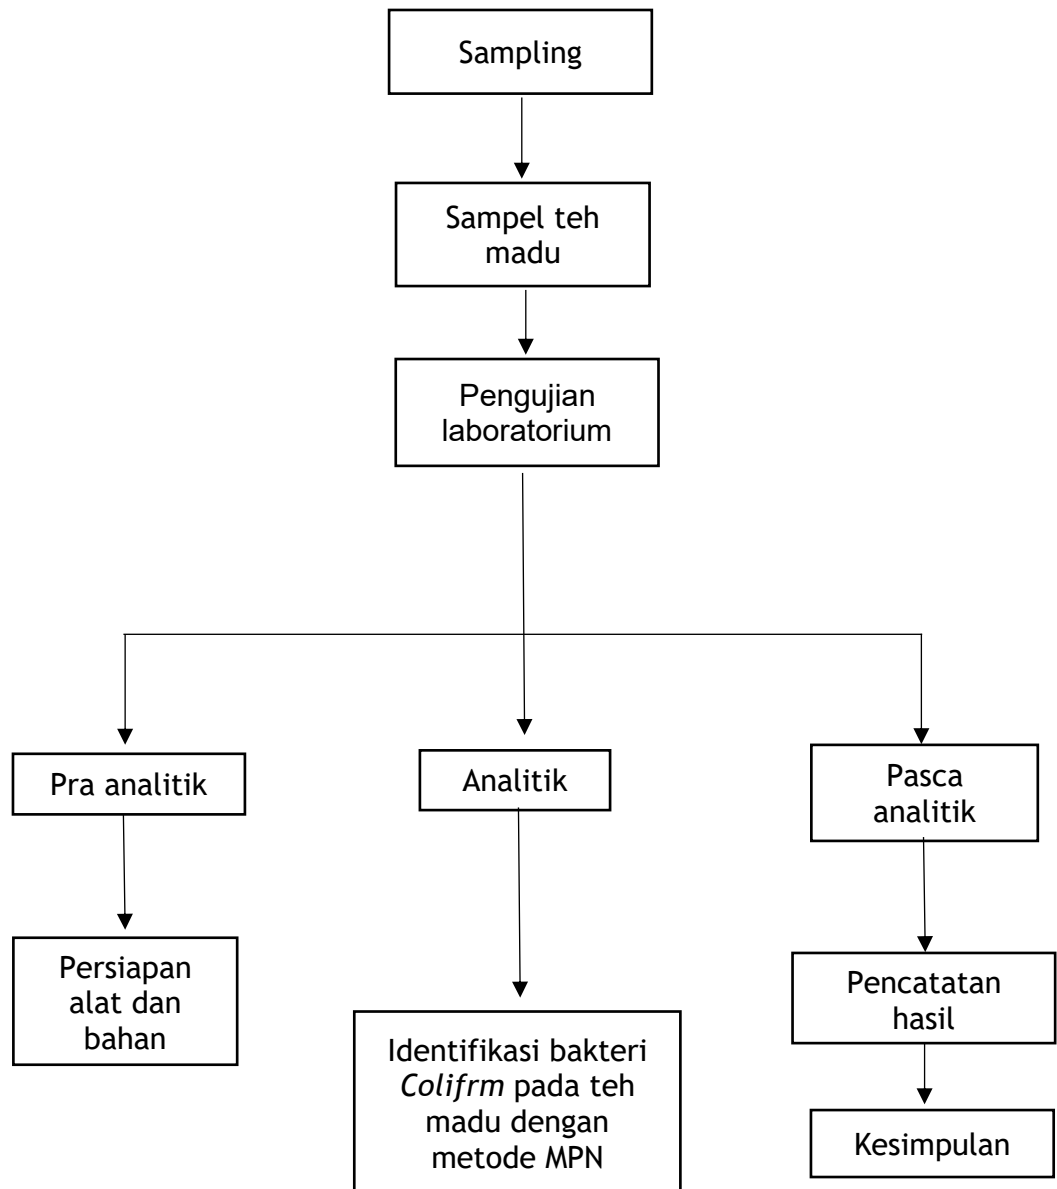 Sampling
Sampel teh
madu
Pengujian
laboratorium
Pra analitik
Analitik
Pasca
analitik
Persiapan
alat dan
bahan
Identifikasi bakteri
Colifrm pada teh
madu dengan
metode MPN
Pencatatan
hasil
Kesimpulan